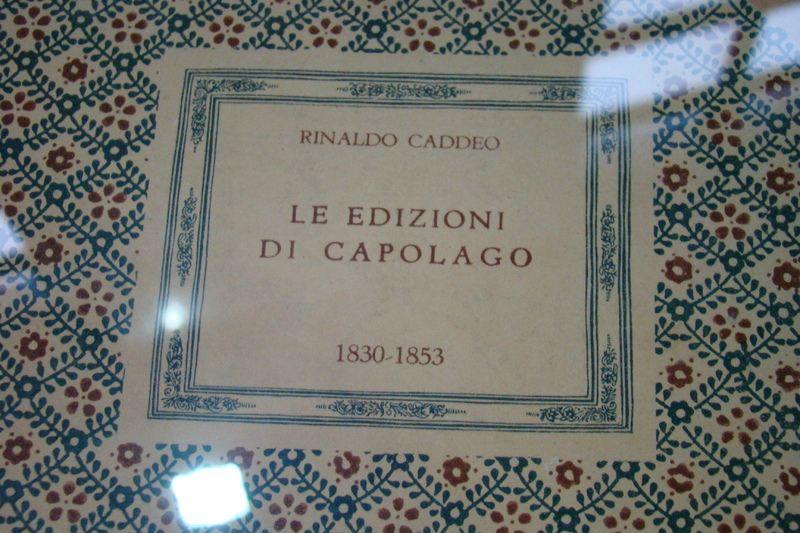 RINALDO CADDEO
LE EDIZIONI
DI CAPOLAGO
1830-1853